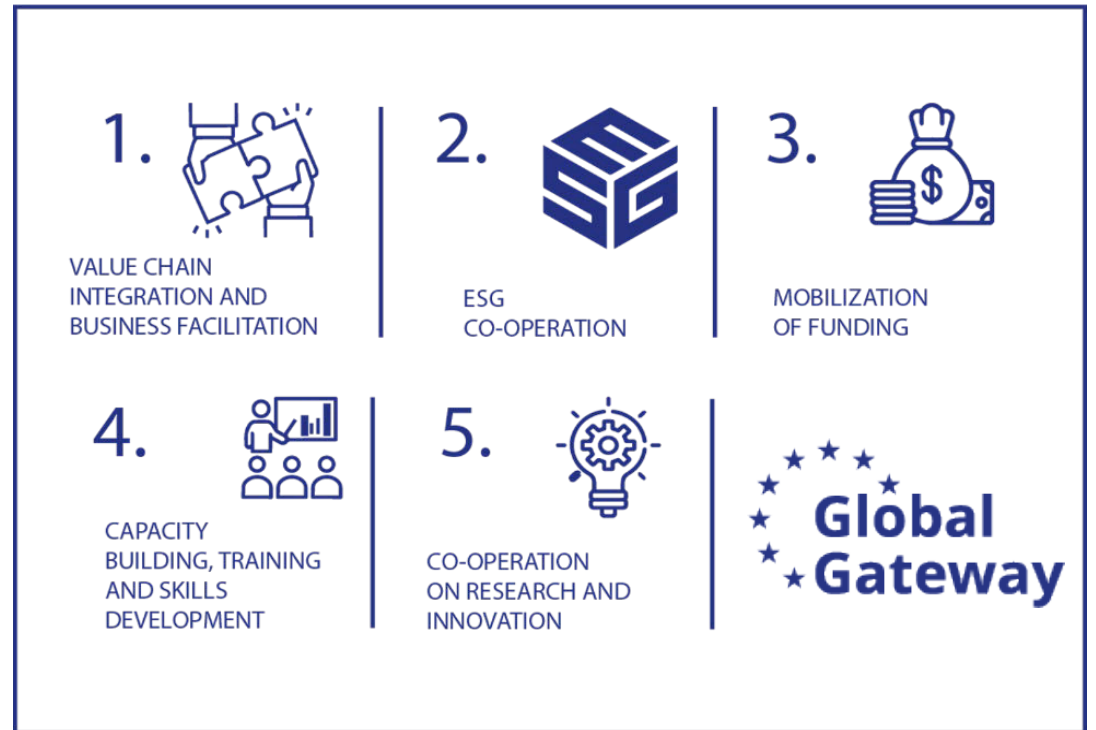 1.
VALUE CHAIN
INTEGRATION AND
BUSINESS FACILITATION
2.
ESG
ESG
CO-OPERATION
3.
$
MOBILIZATION
OF FUNDING
4.
CAPACITY
BUILDING, TRAINING
AND SKILLS
DEVELOPMENT
5.
CO-OPERATION
ON RESEARCH AND
INNOVATION
Global
Gateway